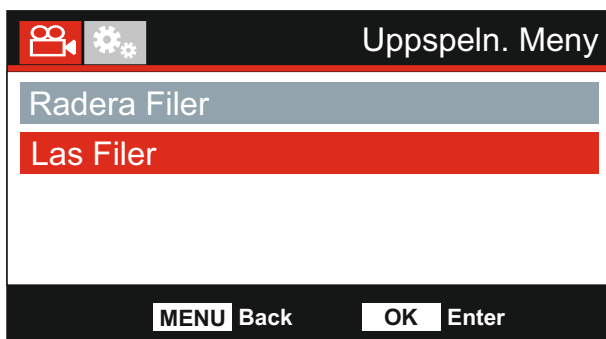 Uppspeln. Meny
Radera Filer
Las Filer
MENU Back OK Enter